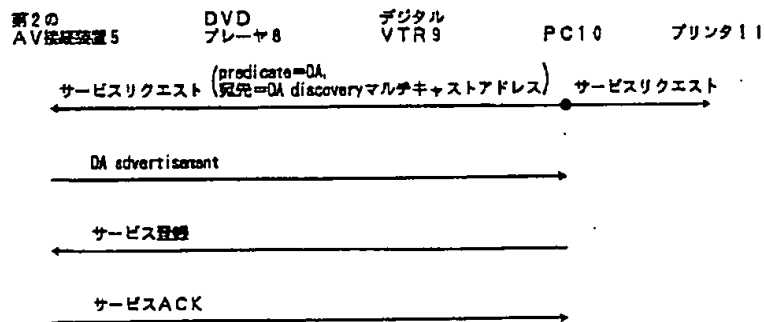 第2の
AV接続装置5
DVD
プレーヤ8
デジタル
VTR9
PC10
プリンタ11
サービスリクエスト
(predicate=DA,
宛先=DA discoveryマルチキャストアドレス)
サービスリクエスト
DA advertisement
サービス登録
サービスACK